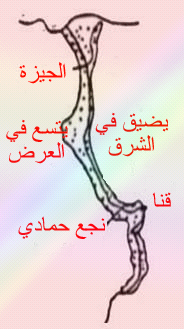 الجيزة
يضيق في
الشرق
يتسع في
العرض
قنا
نجع حمادي